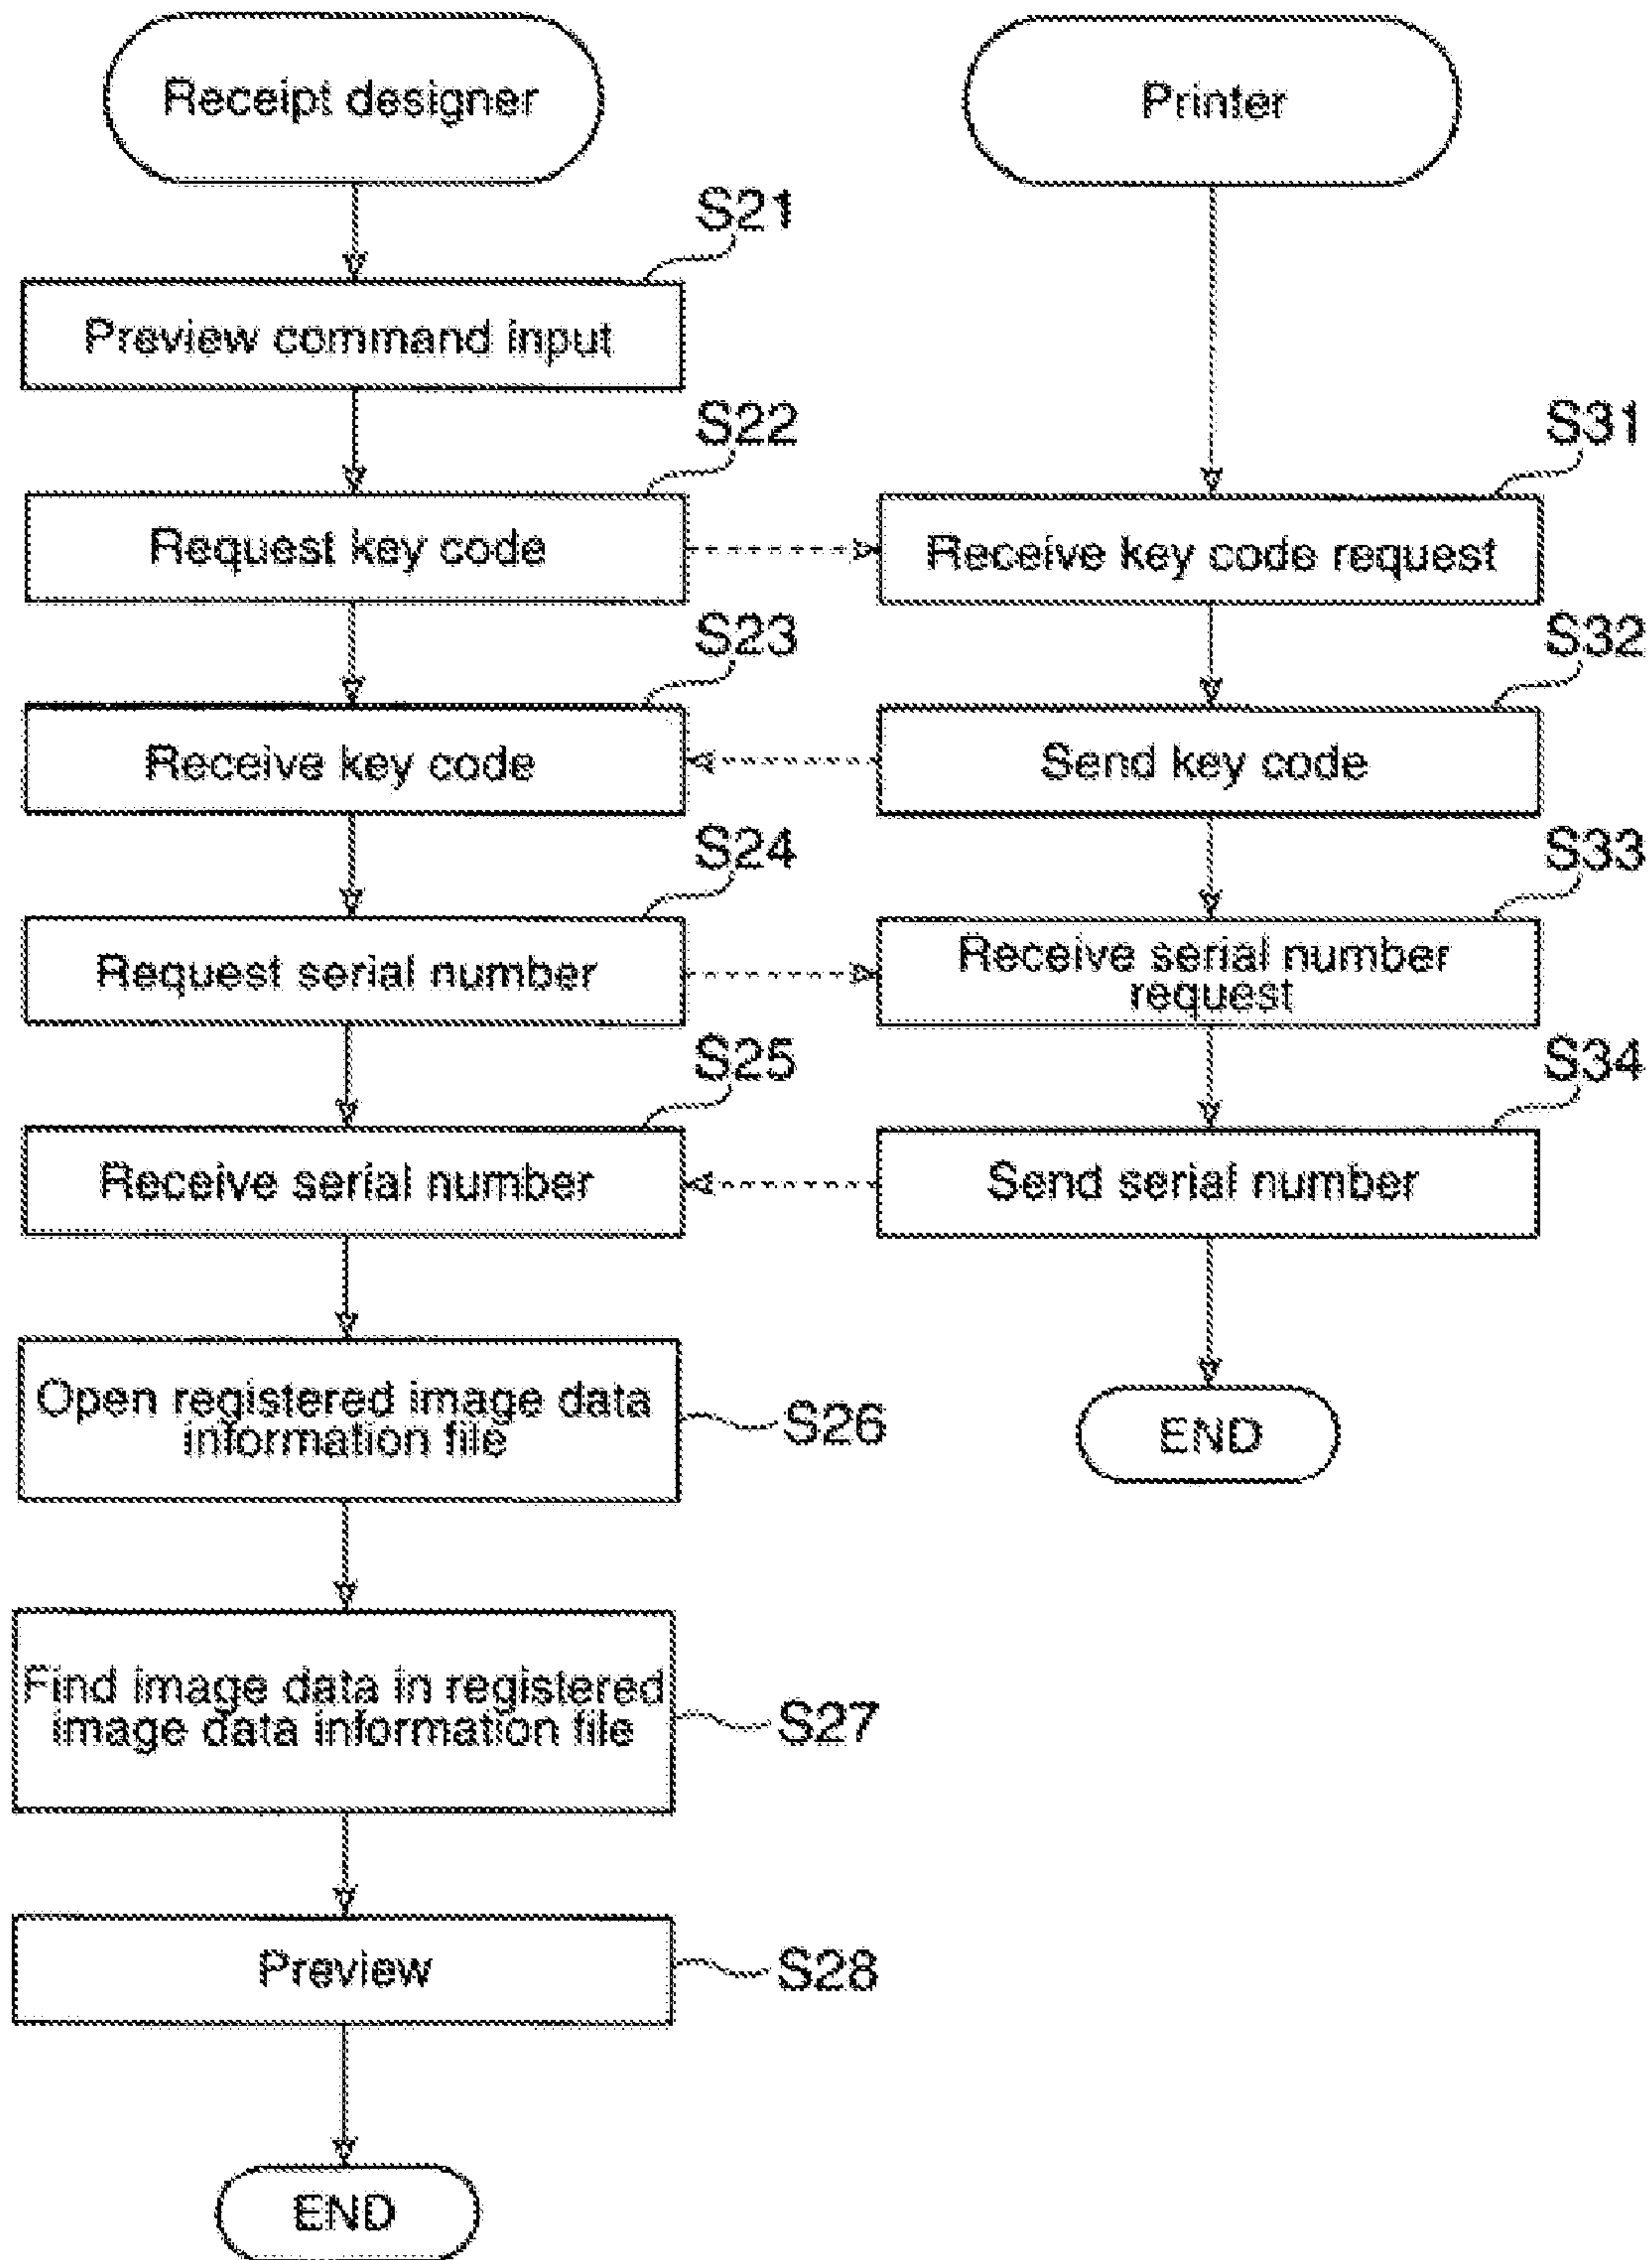 Receipt designer
Printer
S21
Preview command input
S22
S31
Request key code
Receive key code request
S23
S32
Receive key code
Send key code
S24
S33
Request serial number
Receive serial number
request
S25
S34
Receive serial number
Send serial number
Open registered image data
information file
S26
END
Find image data in registered
image data information file
S27
Preview
S28
END